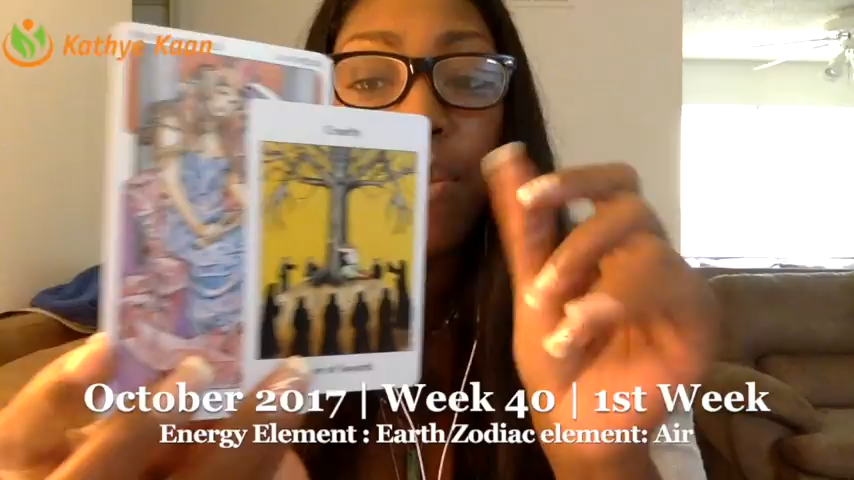 Kathye Kaan
October 2017 | Week 40 | 1st Week
Energy Element : Earth Zodiac element: Air